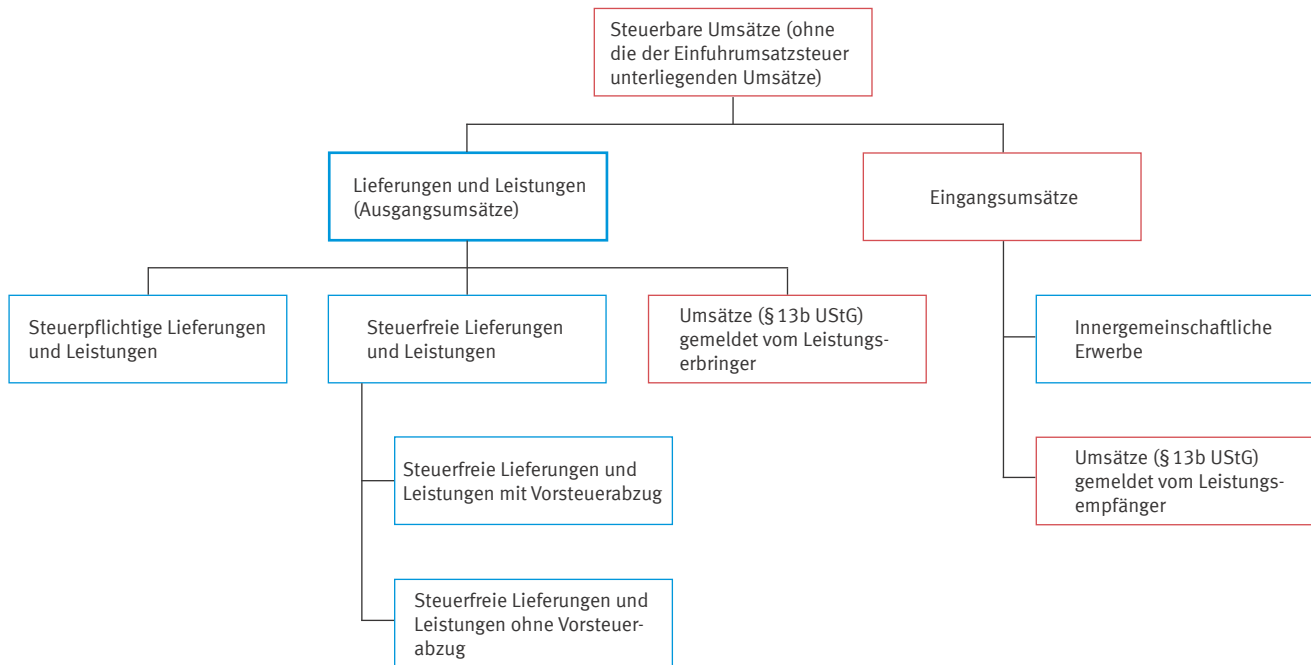 Steuerbare Umsätze (ohne
die der Einfuhrumsatzsteuer
unterliegenden Umsätze)
Lieferungen und Leistungen
(Ausgangsumsätze)
Eingangsumsätze
Steuerpflichtige Lieferungen
und Leistungen
Steuerfreie Lieferungen
und Leistungen
Umsätze (§ 13b UStG)
gemeldet vom Leistungs-
erbringer
Innergemeinschaftliche
Erwerbe
Steuerfreie Lieferungen und
Leistungen mit Vorsteuerabzug
Umsätze (§ 13b UStG)
gemeldet vom Leistungs-
empfänger
Steuerfreie Lieferungen und
Leistungen ohne Vorsteuer-
abzug